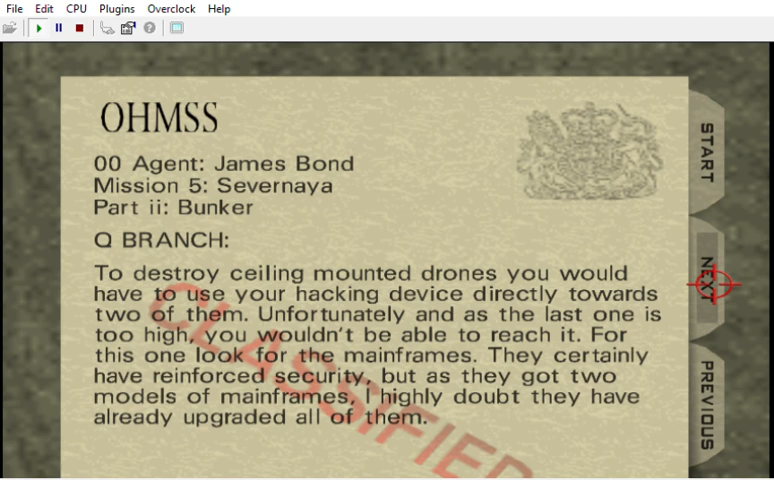 File Edit CPU Plugins Overclock Help
OHMSS
00 Agent: James Bond
Mission 5: Severnaya
Part ii: Bunker
Q BRANCH:
To destroy ceiling mounted drones you would
have to use your hacking device directly towards
two of them. Unfortunately and as the last one is
too high, you wouldn't be able to reach it. For
this one look for the mainframes. They certainly
have reinforced security, but as they got two
models of mainframes, I highly doubt they have
already upgraded all of them.
CLASSIFIED
START
NEXT
PREVIOUS